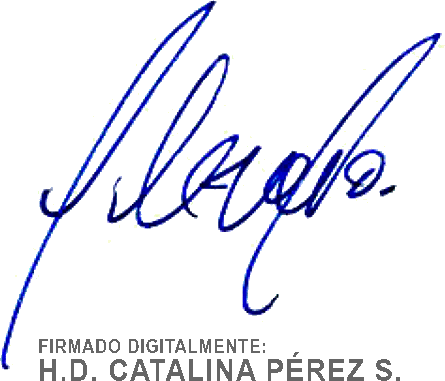 FIRMADO DIGITALMENTE:
H.D. CATALINA PÉREZ S.